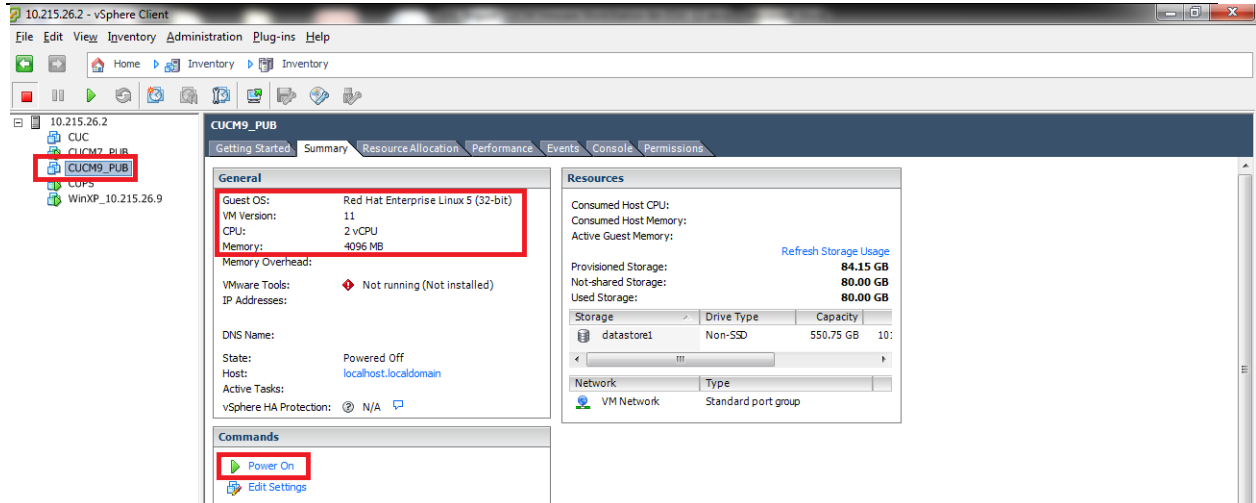 10.215.26.2 - vSphere Client
File Edit View Inventory Administration Plug-ins Help
Home Inventory Inventory
10.215.26.2
CUC
CUCM7_PUB
CUCM9_PUB
CUPS
WinXP_10.215.26.9
CUCM9_PUB
Getting Started Summary Resource Allocation Performance Events Console Permissions
General
Guest OS: Red Hat Enterprise Linux 5 (32-bit)
VM Version: 11
CPU: 2 vCPU
Memory: 4096 MB
Memory Overhead:
VMware Tools: Not running (Not installed)
IP Addresses:
DNS Name:
State: Powered Off
Host: localhost.localdomain
Active Tasks:
vSphere HA Protection: N/A
Commands
Power On
Edit Settings
Resources
Consumed Host CPU:
Consumed Host Memory:
Active Guest Memory:
Refresh Storage Usage
Provisioned Storage: 84.15 GB
Not-shared Storage: 80.00 GB
Used Storage: 80.00 GB
Storage Drive Type Capacity
datastore1 Non-SSD 550.75 GB
Network Type
VM Network Standard port group